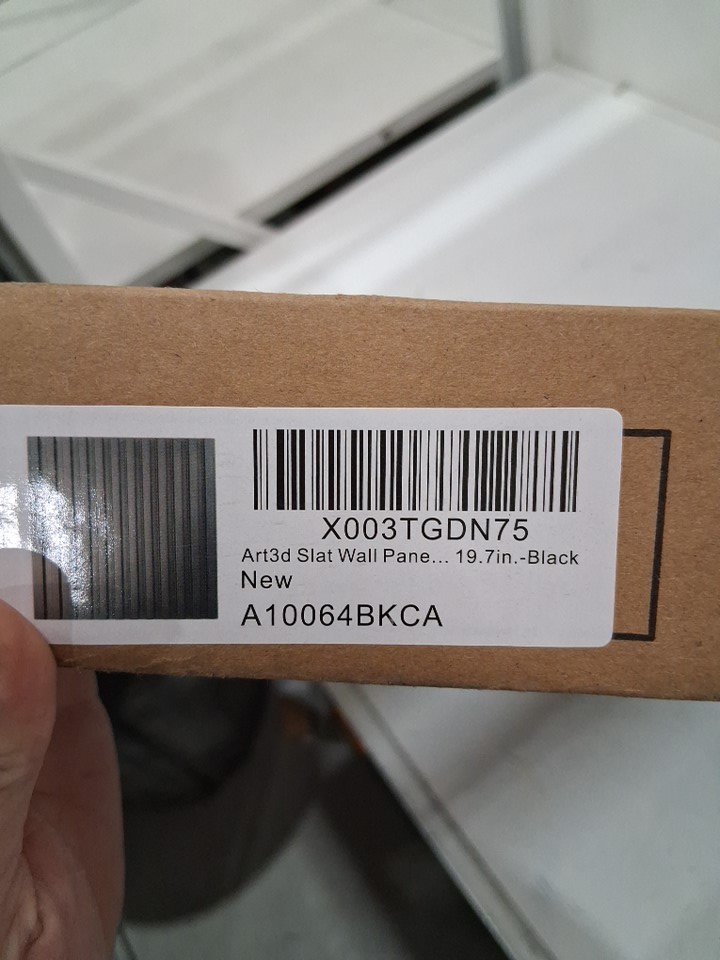 X003TGDN75
Art3d Slat Wall Pane... 19.7in.-Black
New
A10064BKCA